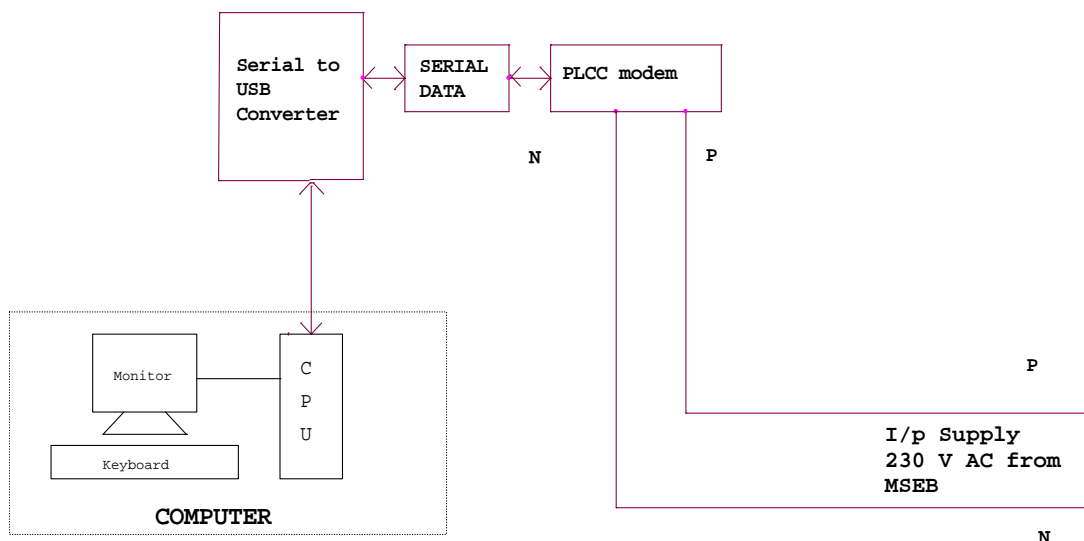 Serial to
USB
Converter
SERIAL
DATA
PLCC modem
N
P
Monitor
C
P
U
Keyboard
COMPUTER
P
I/p Supply
230 V AC from
MSEB
N